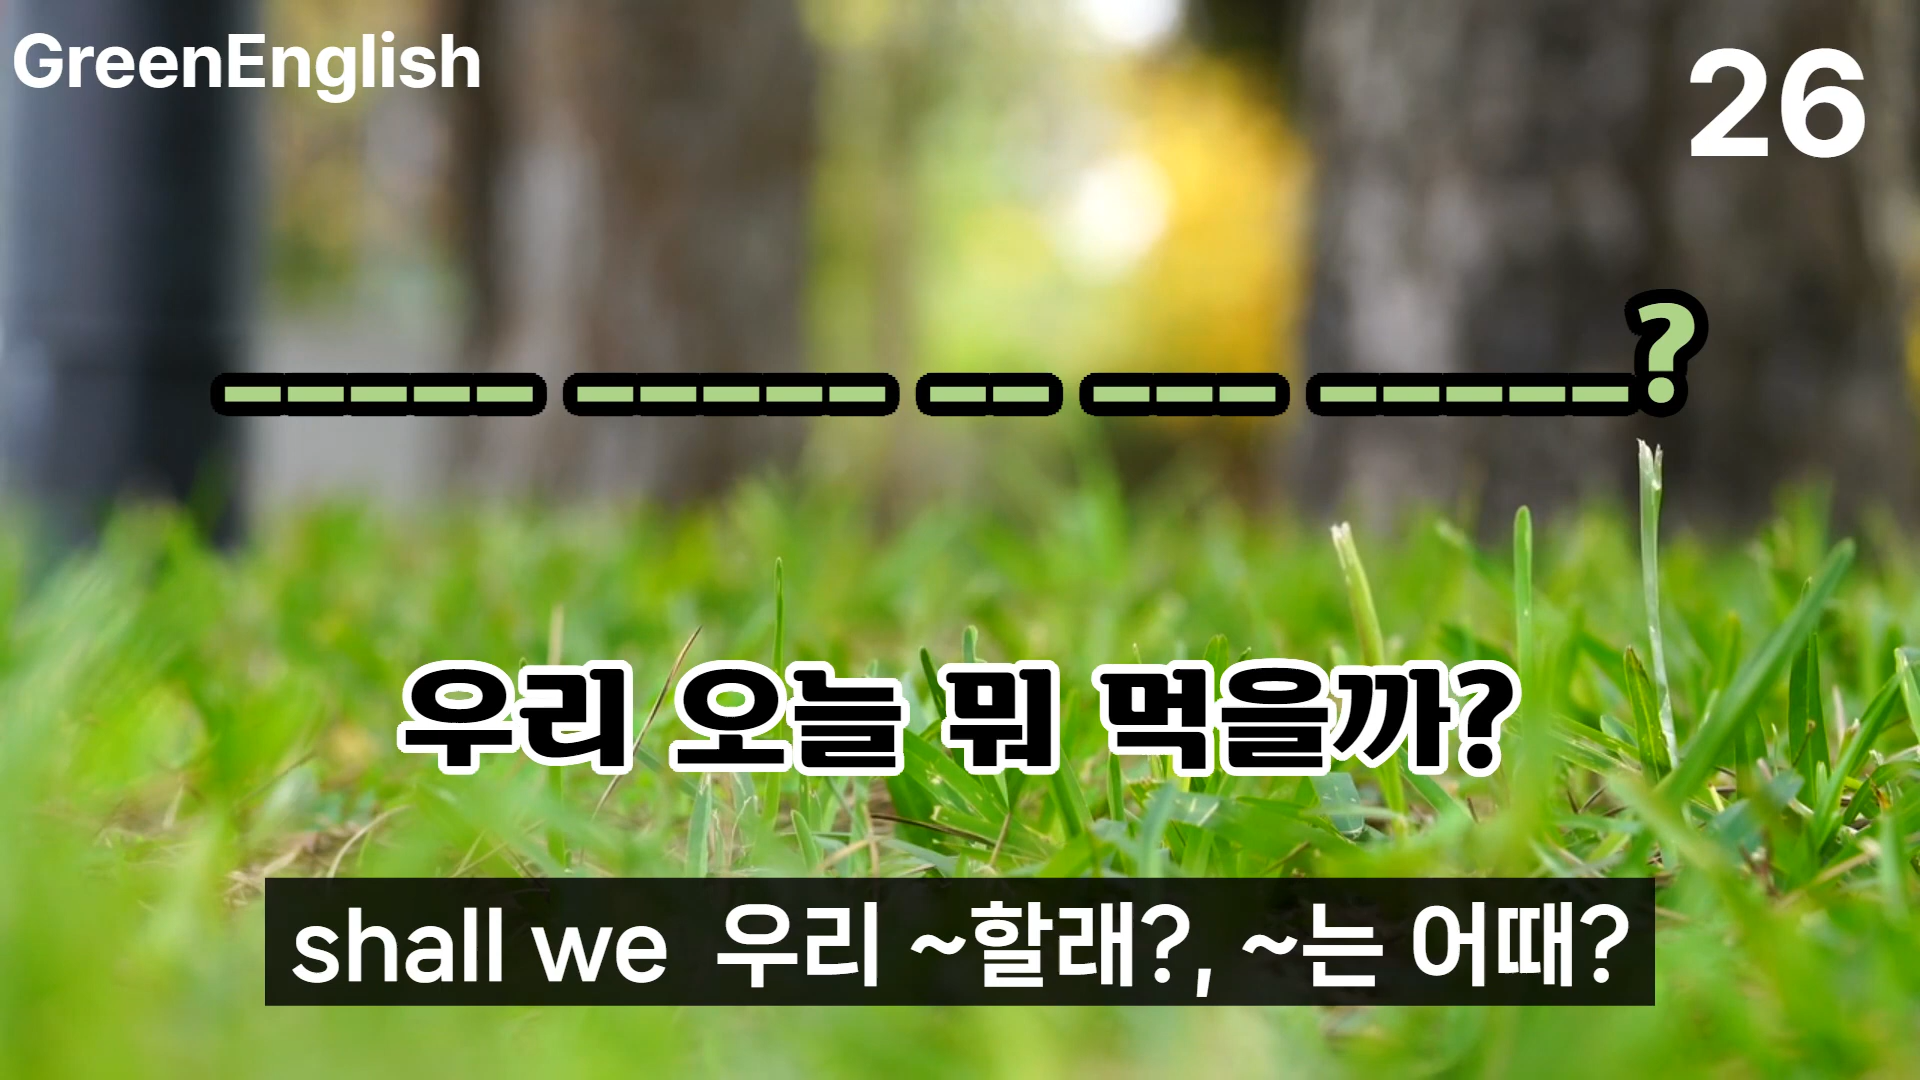 GreenEnglish
26
_____ _____ __ ___ _____?
우리 오늘 뭐 먹을까?
shall we 우리 ~할래?, ~는 어때?